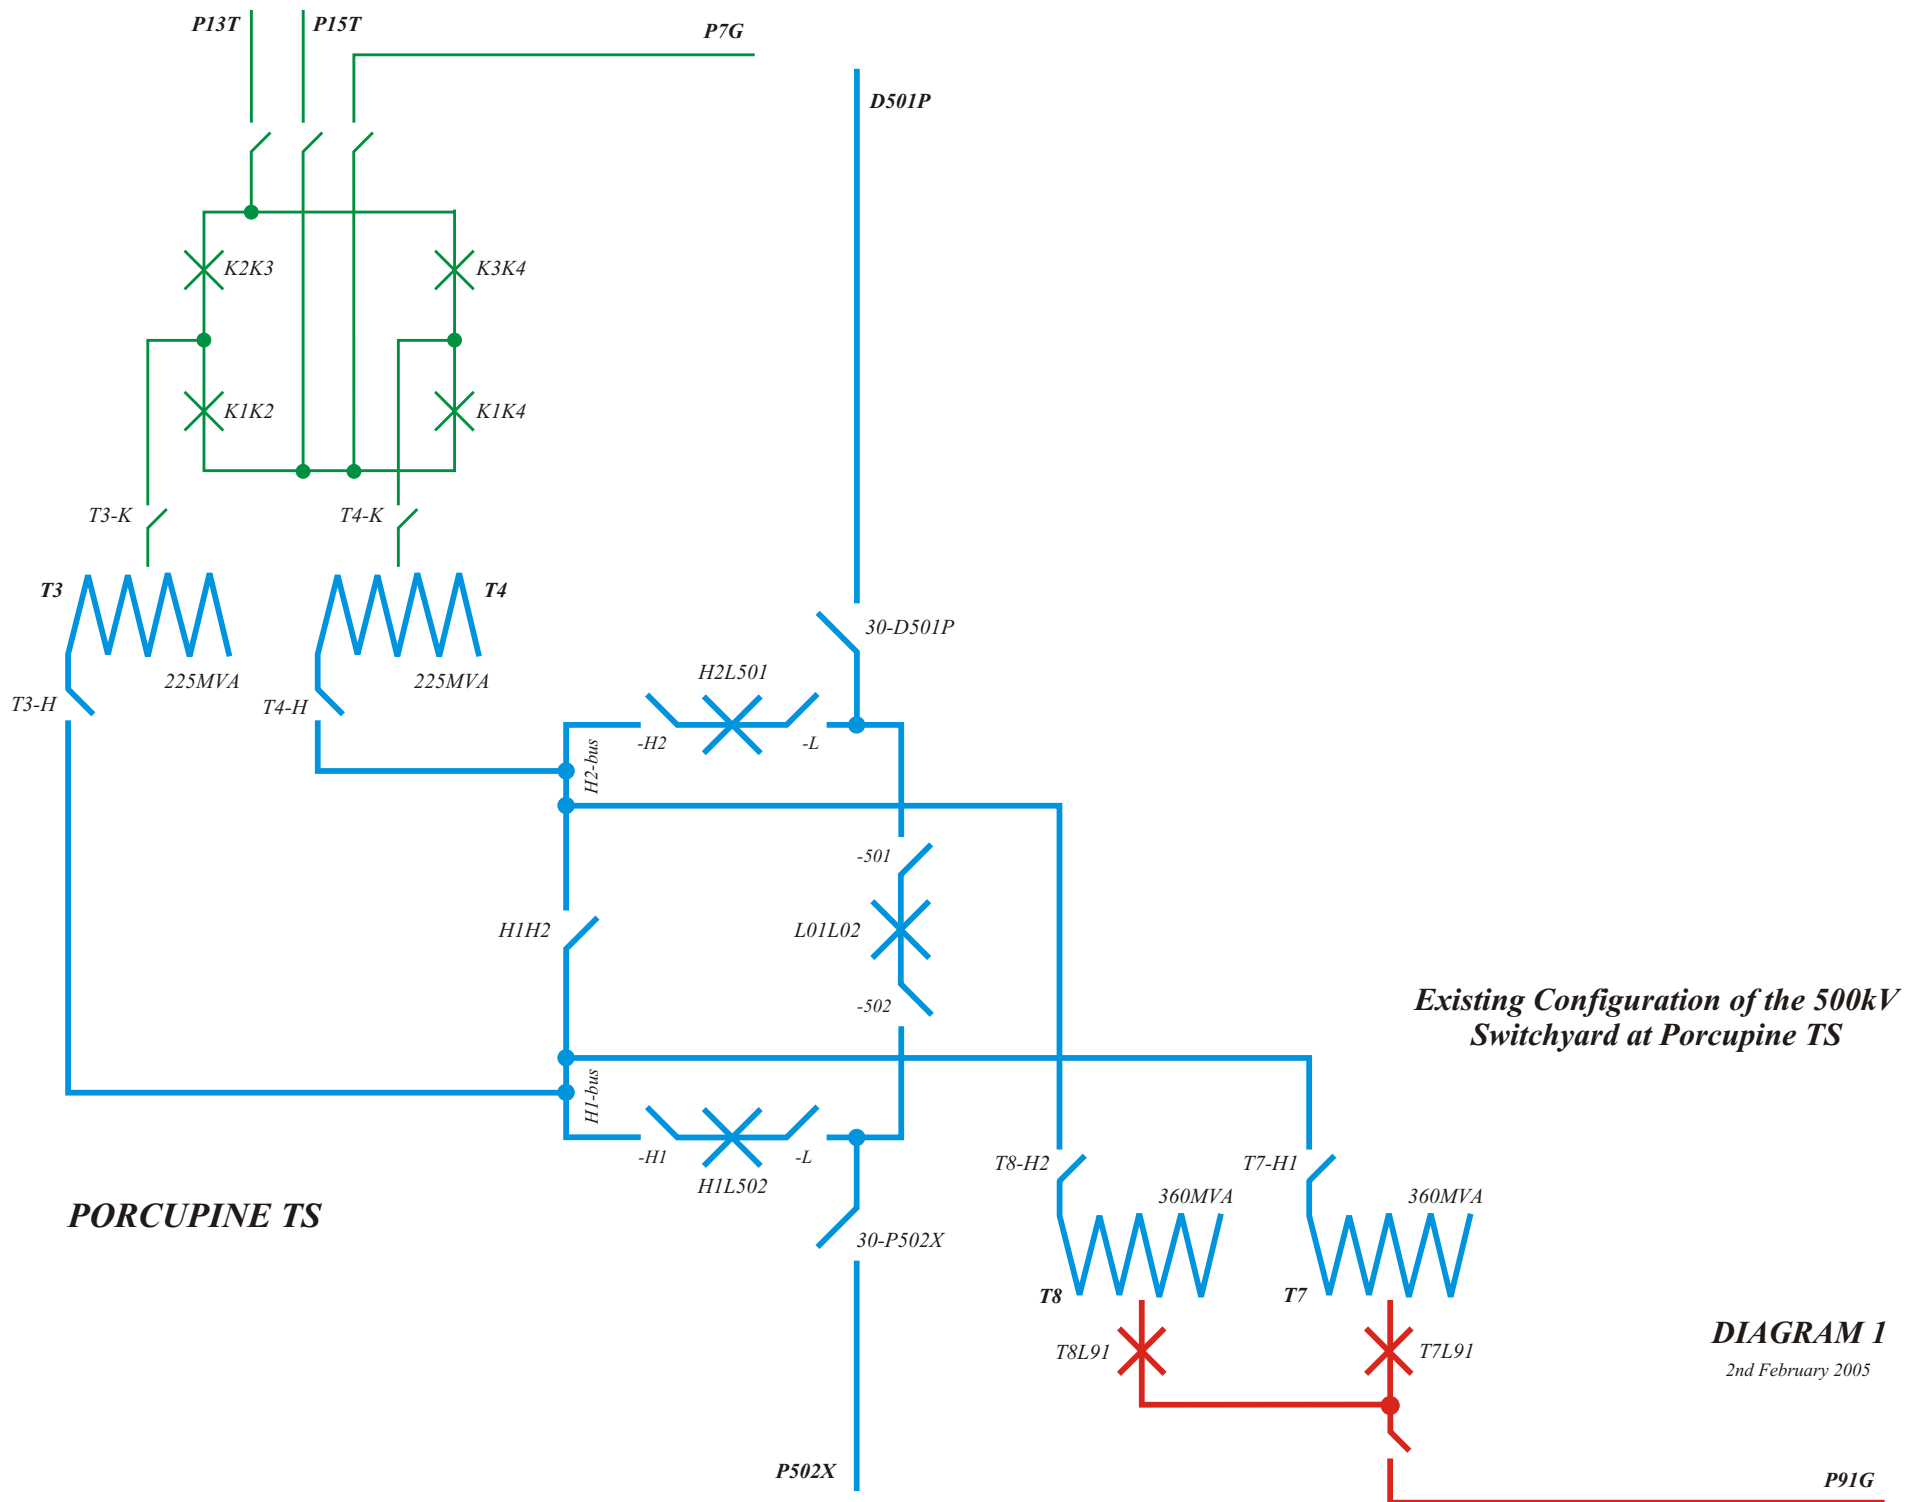 P13T
P15T
P7G
D501P
K2K3
K3K4
K1K2
K1K4
T3-K
T4-K
T3
T4
30-D501P
225MVA
225MVA
H2L501
T3-H
T4-H
-H2
-L
H2-bus
-501
H1H2
L01L02
-502
Existing Configuration of the 500kV
Switchyard at Porcupine TS
H1-bus
-H1
-L
H1L502
T8-H2
T7-H1
360MVA
360MVA
PORCUPINE TS
30-P502X
T8
T7
T8L91
T7L91
DIAGRAM 1
2nd February 2005
P502X
P91G